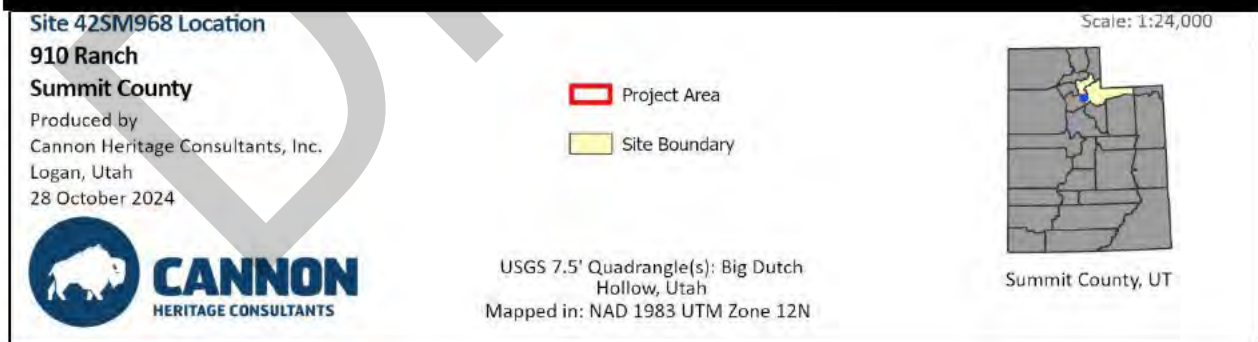 Site 42SM968 Location
910 Ranch
Summit County
Produced by
Cannon Heritage Consultants, Inc.
Logan, Utah
28 October 2024
CANNON
HERITAGE CONSULTANTS
Project Area
Site Boundary
USGS 7.5' Quadrangle(s): Big Dutch
Hollow, Utah
Mapped in: NAD 1983 UTM Zone 12N
Scale: 1:24,000
Summit County, UT